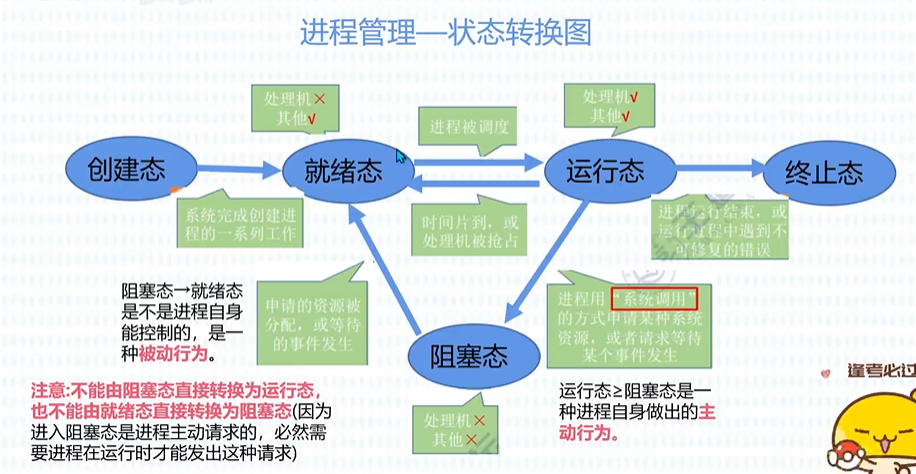 进程管理—状态转换图
处理机×
其他√
处理机√
其他√
进程被调度
创建态
就绪态
运行态
终止态
系统完成创建进
程的一系列工作
时间片到，或
处理机被抢占
进程运行结束，或
运行过程中遇到不
可修复的错误
阻塞态→就绪态
是不是进程自身
能控制的，是一
种被动行为。
申请的资源被
分配，或等待
的事件发生
进程用“系统调用”
的方式申请某种系统
资源，或者请求等待
某个事件发生
阻塞态
注意:不能由阻塞态直接转换为运行态，
也不能由就绪态直接转换为阻塞态(因为
进入阻塞态是进程主动请求的，必然需
要进程在运行时才能发出这种请求)
处理机×
其他×
运行态≥阻塞态是一
种进程自身做出的主
动行为。
逢考必过